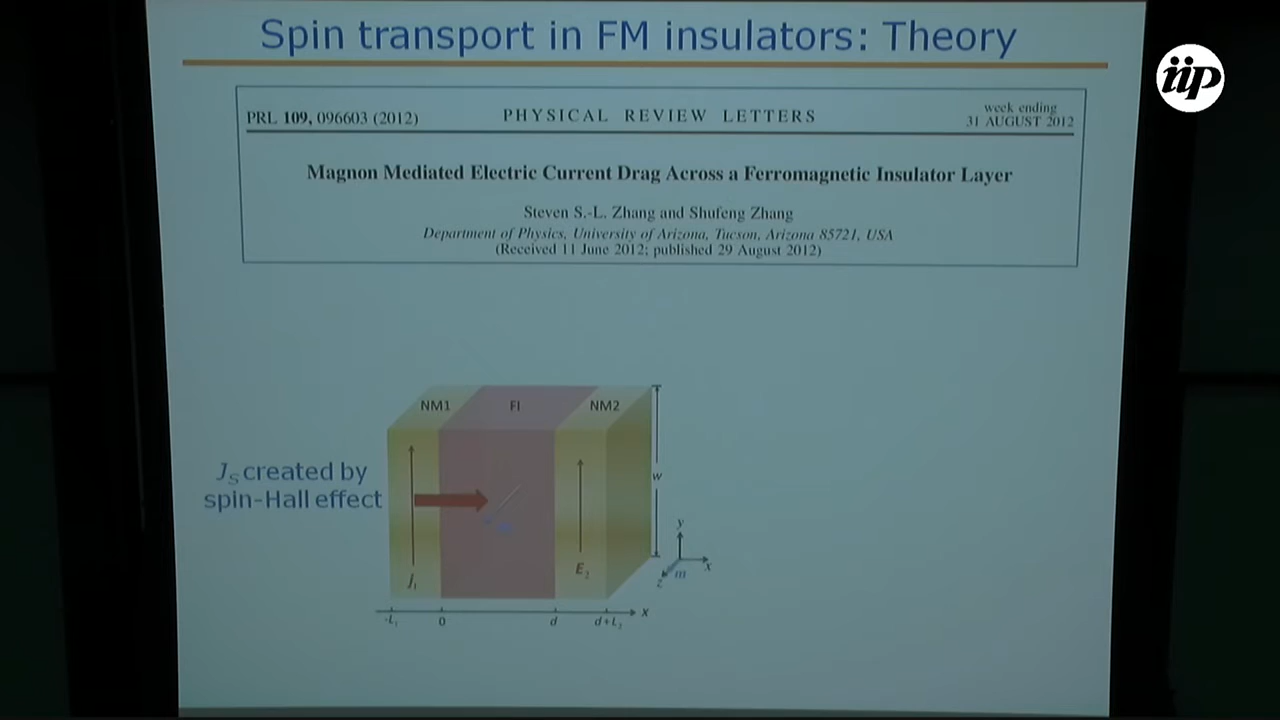 Spin transport in FM insulators: Theory
iip
PRL 109, 096603 (2012)
PHYSICAL REVIEW LETTERS
week ending
31 AUGUST 2012
Magnon Mediated Electric Current Drag Across a Ferromagnetic Insulator Layer
Steven S.-L. Zhang and Shufeng Zhang
Department of Physics, University of Arizona, Tucson, Arizona 85721, USA
(Received 11 June 2012; published 29 August 2012)
NM1 FI NM2
J_S created by
spin-Hall effect
w
J₁
E₂
y
x
z
m
-L₁ 0 d d+L₂ x